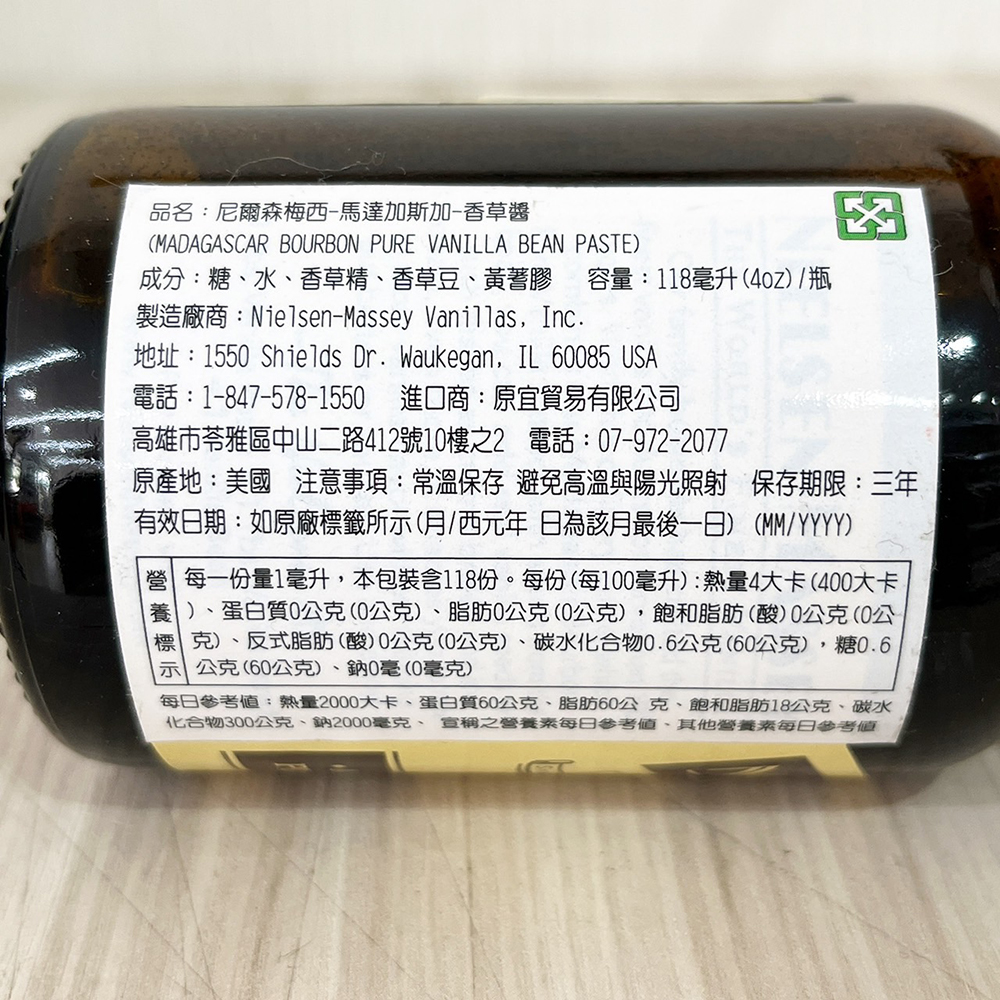 品名：尼爾森梅西-馬達加斯加-香草醬
(MADAGASCAR BOURBON PURE VANILLA BEAN PASTE)
成分：糖、水、香草精、香草豆、黃蓍膠　容量：118毫升(4oz)/瓶
製造廠商：Nielsen-Massey Vanillas, Inc.
地址：1550 Shields Dr. Waukegan, IL 60085 USA
電話：1-847-578-1550　進口商：原宜貿易有限公司
高雄市苓雅區中山二路412號10樓之2　電話：07-972-2077
原產地：美國　注意事項：常溫保存 避免高溫與陽光照射　保存期限：三年
有效日期：如原廠標籤所示(月/西元年 日為該月最後一日) (MM/YYYY)
營養標示
每一份量1毫升，本包裝含118份。每份(每100毫升):熱量4大卡(400大卡
)、蛋白質0公克(0公克)、脂肪0公克(0公克)，飽和脂肪(酸)0公克(0公
克)、反式脂肪(酸)0公克(0公克)、碳水化合物0.6公克(60公克)，糖0.6
公克(60公克)、鈉0毫(0毫克)
每日參考值：熱量2000大卡、蛋白質60公克、脂肪60公 克、飽和脂肪18公克、碳水
化合物300公克、鈉2000毫克、 宣稱之營養素每日參考值、其他營養素每日參考值